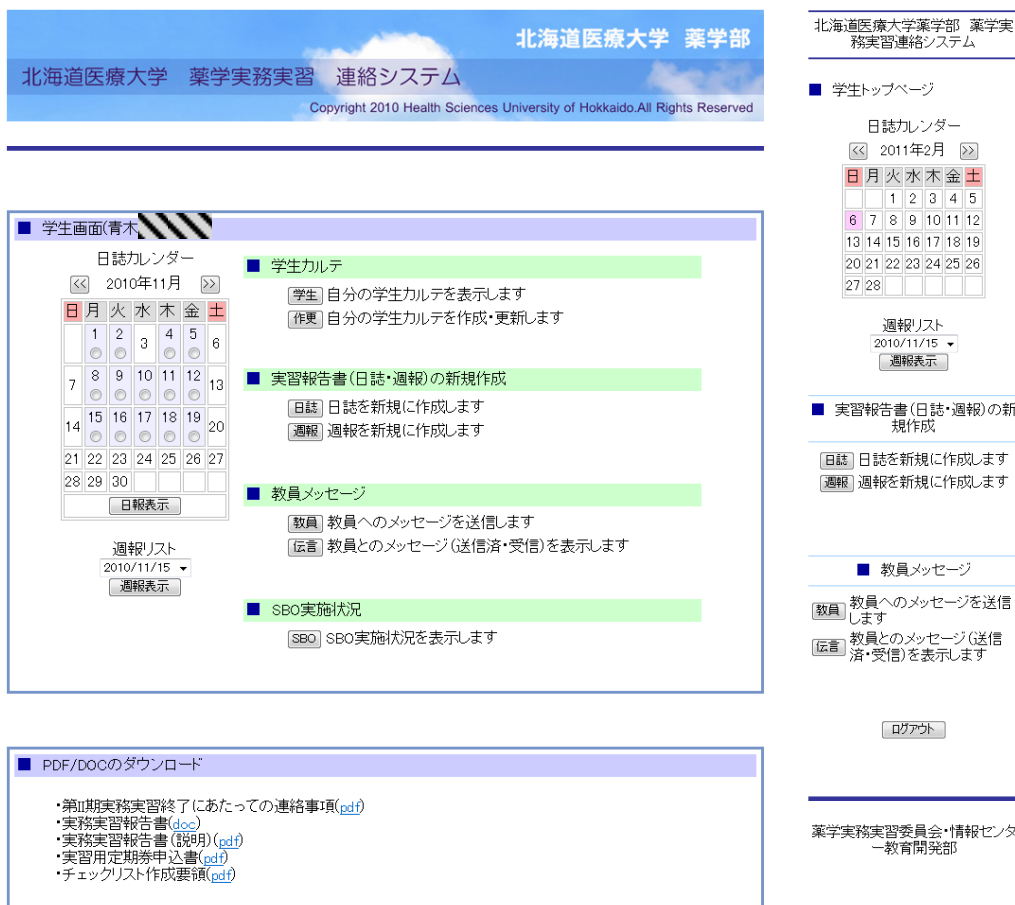 北海道医療大学 薬学部
北海道医療大学 薬学実務実習 連絡システム
Copyright 2010 Health Sciences University of Hokkaido.All Rights Reserved
■ 学生画面(青木
日誌カレンダー
<< 2010年11月 >>
日 月 火 水 木 金 土
1 2 3 4 5 6
7 8 9 10 11 12 13
14 15 16 17 18 19 20
21 22 23 24 25 26 27
28 29 30
日報表示
週報リスト
2010/11/15
週報表示
■ 学生カルテ
学生 自分の学生カルテを表示します
作更 自分の学生カルテを作成・更新します
■ 実習報告書(日誌・週報)の新規作成
日誌 日誌を新規に作成します
週報 週報を新規に作成します
■ 教員メッセージ
教員 教員へのメッセージを送信します
伝言 教員とのメッセージ(送信済・受信)を表示します
■ SBO実施状況
SBO SBO実施状況を表示します
■ PDF/DOCのダウンロード
・第Ⅱ期実務実習終了にあたっての連絡事項(pdf)
・実務実習報告書(doc)
・実務実習報告書(説明)(pdf)
・実習用定期券申込書(pdf)
・チェックリスト作成要領(pdf)
北海道医療大学薬学部 薬学実
務実習連絡システム
■ 学生トップページ
日誌カレンダー
<< 2011年2月 >>
日 月 火 水 木 金 土
1 2 3 4 5
6 7 8 9 10 11 12
13 14 15 16 17 18 19
20 21 22 23 24 25 26
27 28
週報リスト
2010/11/15
週報表示
■ 実習報告書(日誌・週報)の新
規作成
日誌 日誌を新規に作成します
週報 週報を新規に作成します
■ 教員メッセージ
教員 教員へのメッセージを送信
します
伝言 教員とのメッセージ(送信
済・受信)を表示します
ログアウト
薬学実務実習委員会・情報センタ
ー教育開発部